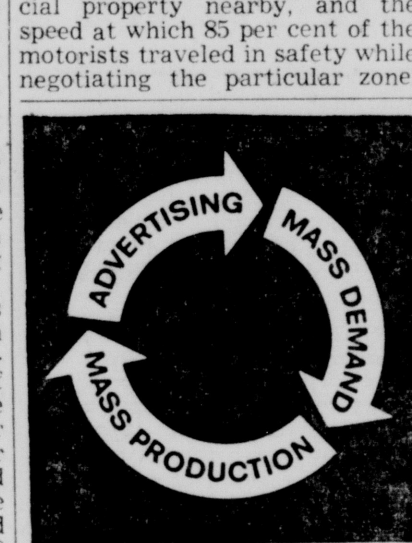 cial property nearby, and the
speed at which 85 per cent of the
motorists traveled in safety while
negotiating the particular zone
ADVERTISING
MASS DEMAND
MASS PRODUCTION